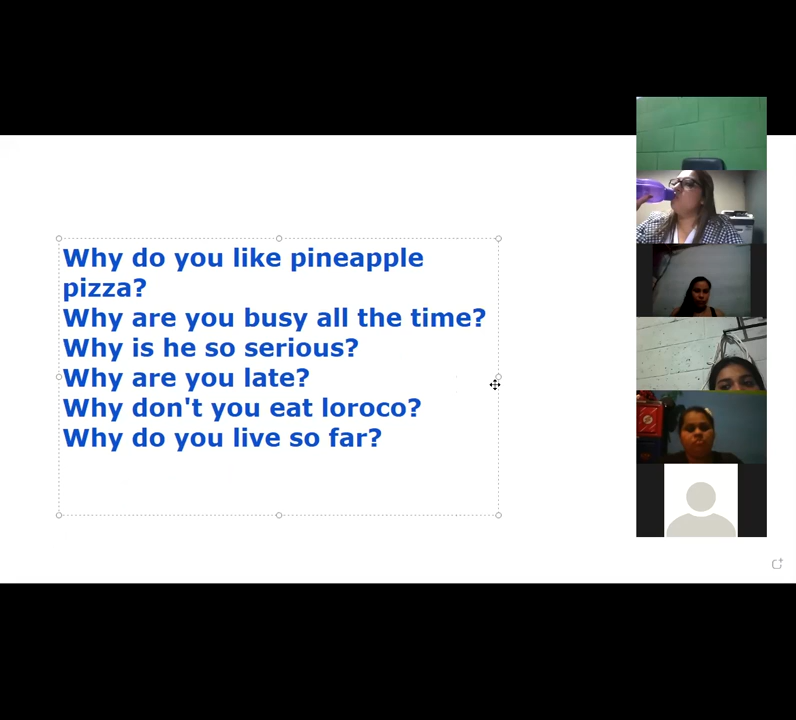 Why do you like pineapple
pizza?
Why are you busy all the time?
Why is he so serious?
Why are you late?
Why don't you eat loroco?
Why do you live so far?